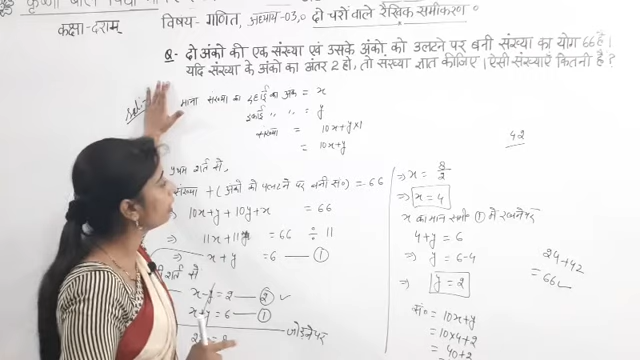 कृष्णा बाल विद्या
कक्षा-दशम्
विषय- गणित, अध्याय-03, दो चरों वाले रैखिक समीकरण
Q- दो अंको की एक संख्या एवं उसके अंको को उलटने पर बनी संख्या का योग 66 है।
यदि संख्या के अंको का अंतर 2 हो, तो संख्या ज्ञात कीजिए। ऐसी संख्याऐं कितनी है?
माना संख्या का दहाई का अंक = x
इकाई " " = y
संख्या = 10x+y×1
= 10x+y
प्रथम शर्त से,
संख्या + (अंको को पलटने पर बनी सं०) = 66
⇒ 10x+y+10y+x = 66
⇒ 11x+11y = 66 ÷ 11
⇒ x+y = 6 — ①
शर्त से
x-y=2 — ② ✓
x+y=6 — ①
जोड़ने पर
⇒ x = 8/2
⇒ x=4
x का मान समी ① में रखने पर
4+y = 6
⇒ y = 6-4
⇒ y=2
सं० = 10x+y
= 10×4+2
= 40+2
42
24+42
= 66